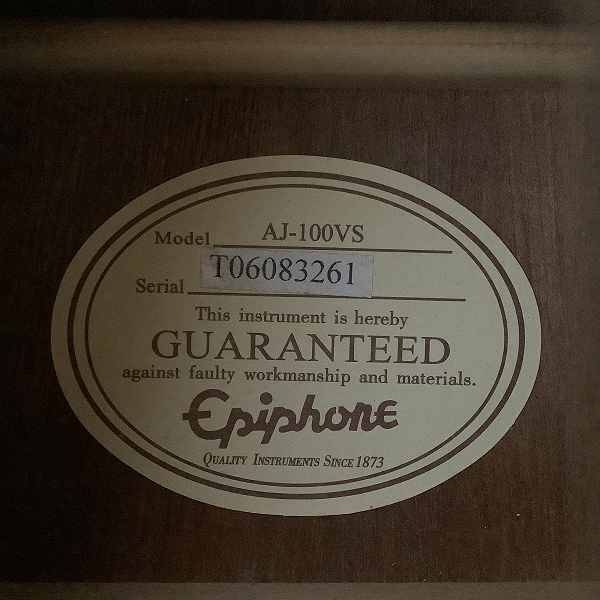 Model AJ-100VS
Serial T06083261
This instrument is hereby
GUARANTEED
against faulty workmanship and materials.
Epiphone
Quality Instruments Since 1873